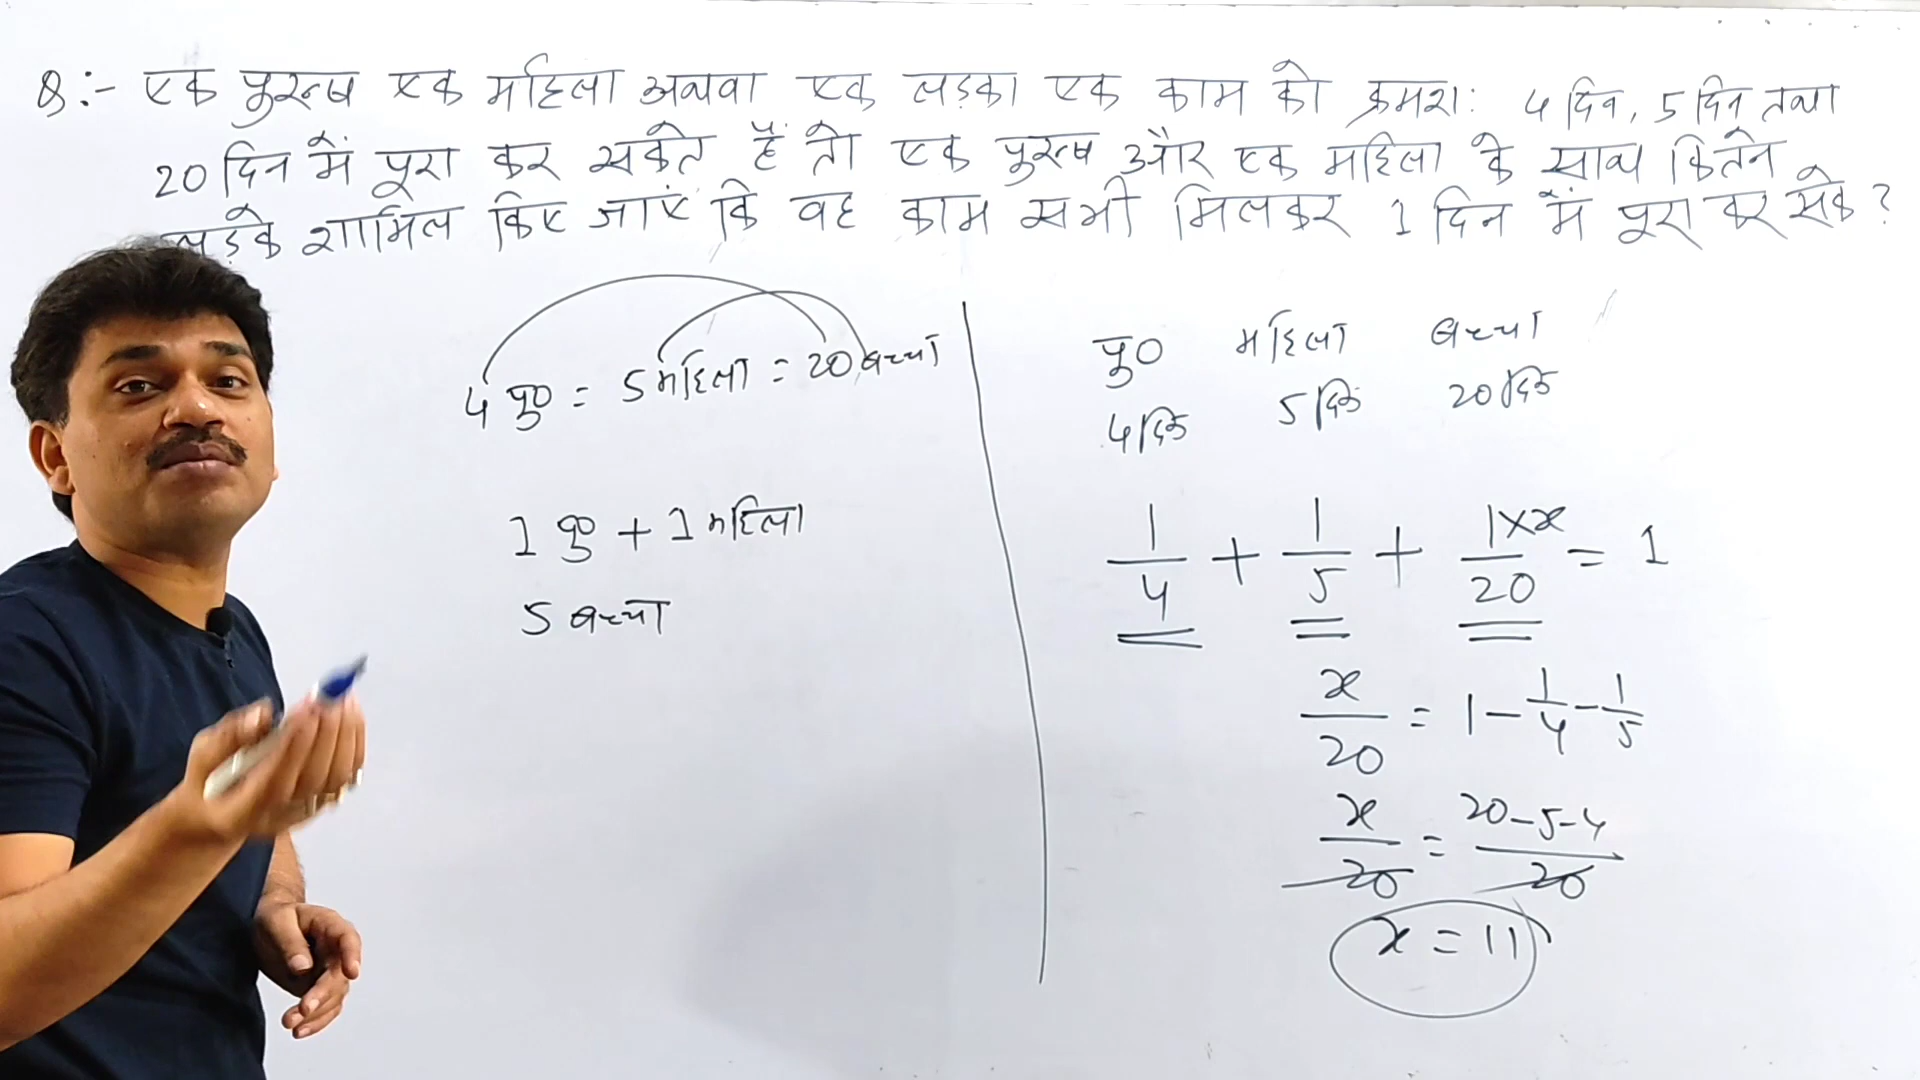 Q:- एक पुरुष एक महिला अथवा एक लड़का एक काम को क्रमश: 4 दिन, 5 दिन तथा
20 दिन में पूरा कर सकते हैं तो एक पुरुष और एक महिला के साथ कितने
लड़के शामिल किए जाएं कि वह काम सभी मिलकर 1 दिन में पूरा कर सके?
4 पु० = 5 महिला = 20 बच्चा
1 पु० + 1 महिला
5 बच्चा
पु० महिला बच्चा
4 दिन 5 दिन 20 दिन
1/4 + 1/5 + 1×x/20 = 1
x/20 = 1 - 1/4 - 1/5
x/20 = 20-5-4/20
x = 11